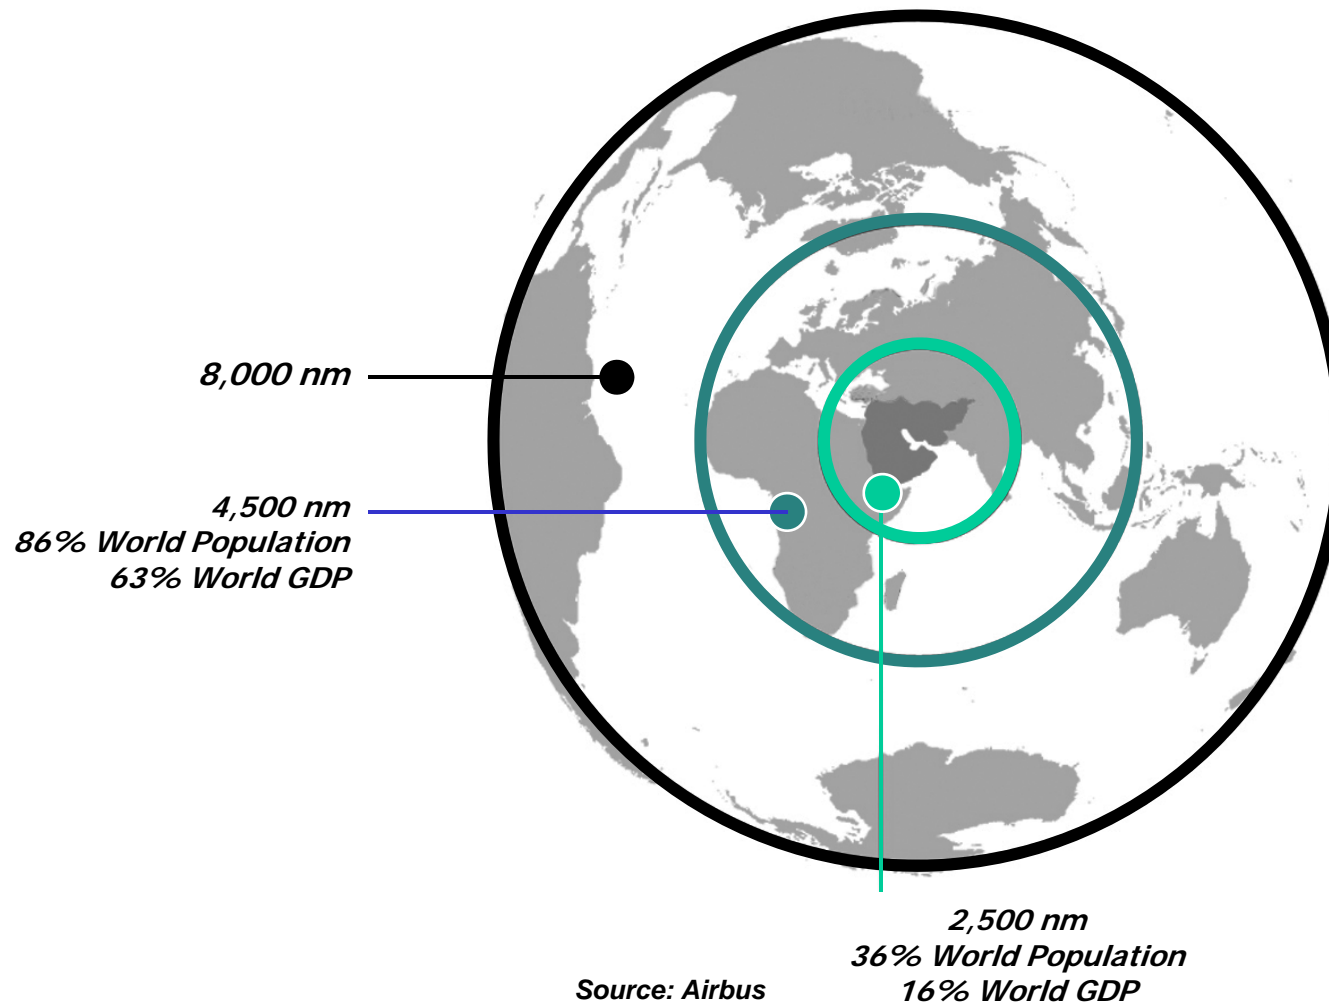 8,000 nm
4,500 nm
86% World Population
63% World GDP
2,500 nm
36% World Population
16% World GDP
Source: Airbus